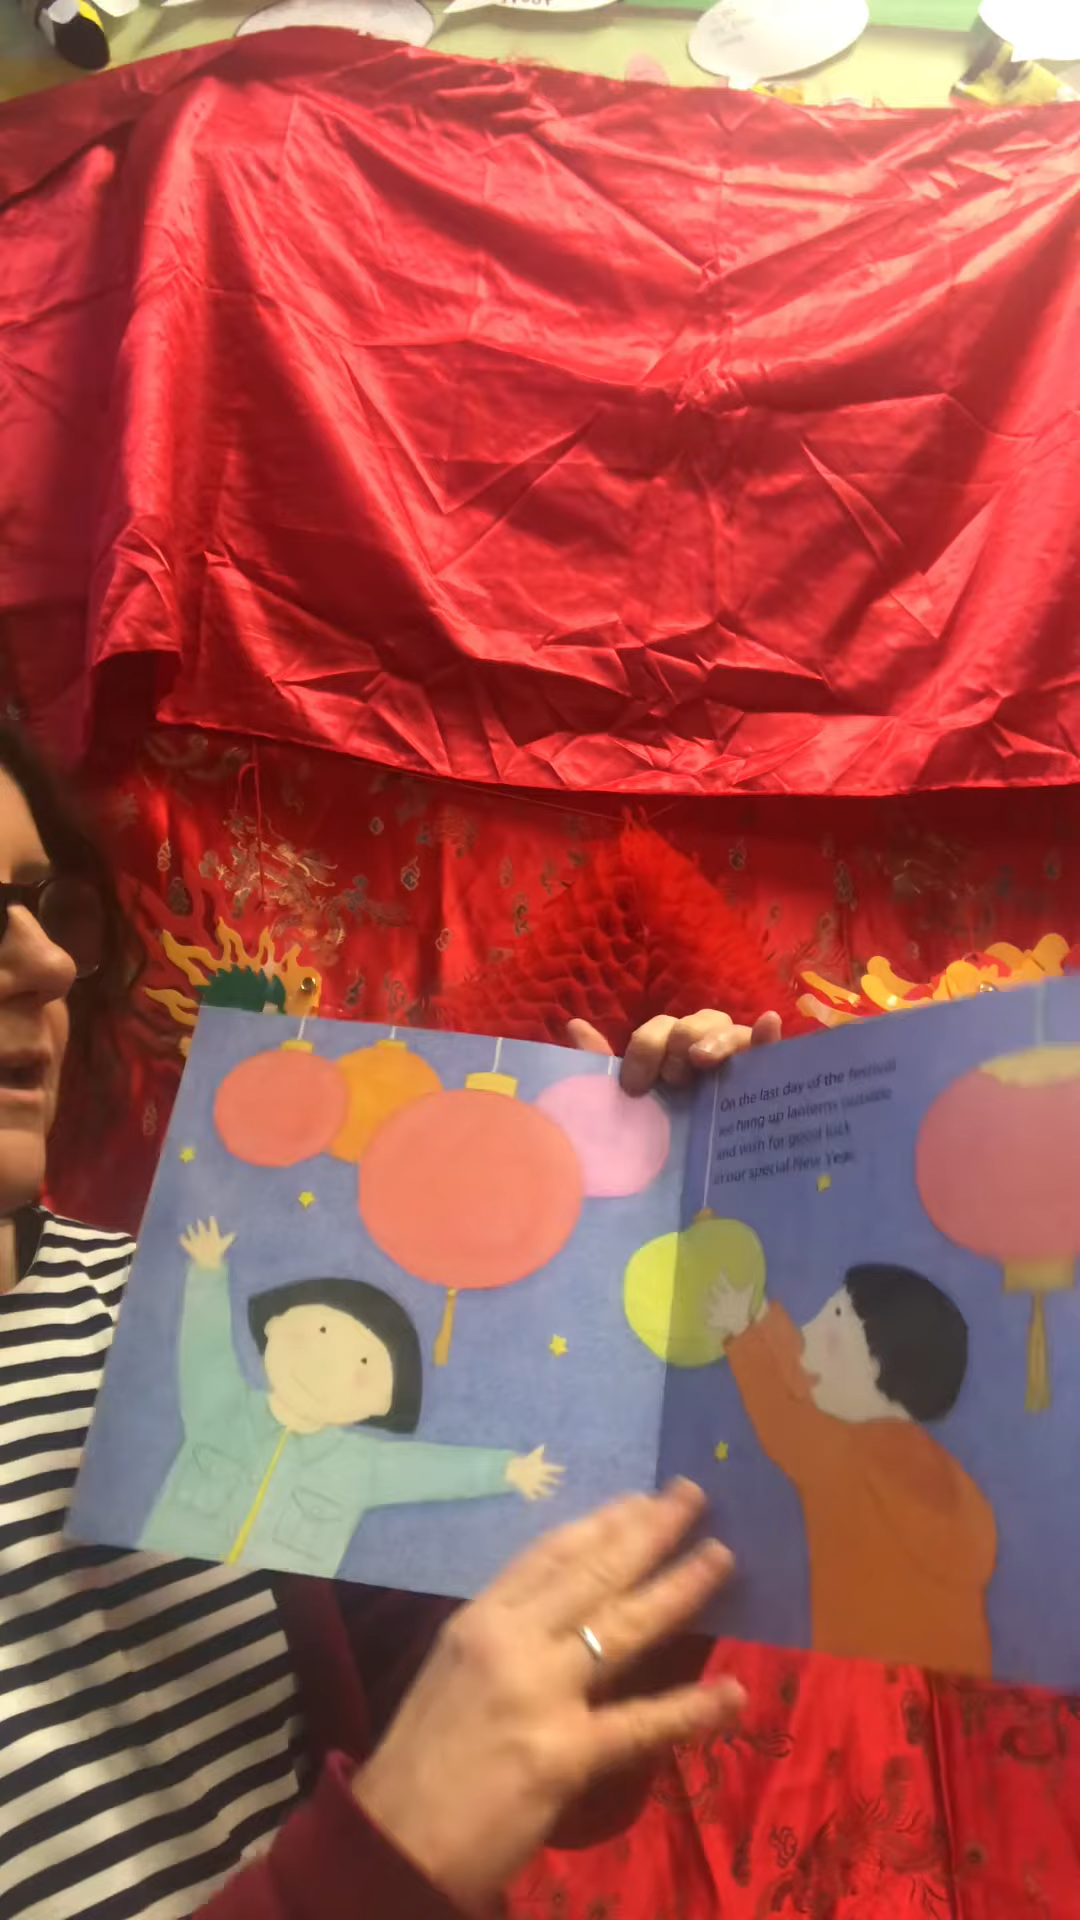 On the last day of the festival
we hang up lanterns outside
and wish for good luck
in our special New Year.